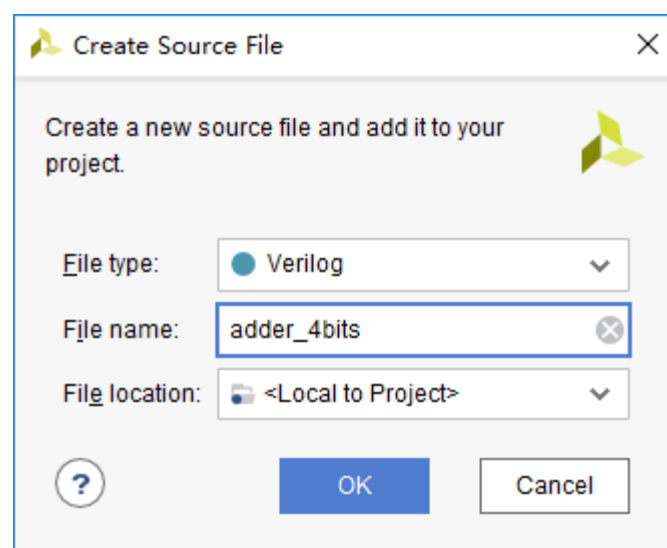 Create Source File
Create a new source file and add it to your
project.
File type: Verilog
File name: adder_4bits
File location: <Local to Project>
? OK Cancel